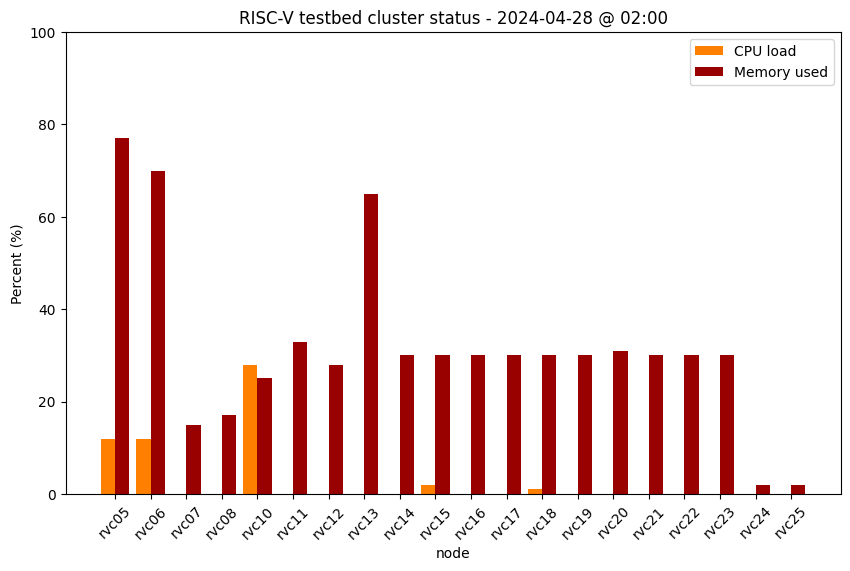 RISC-V testbed cluster status - 2024-04-28 @ 02:00
CPU load
Memory used
Percent (%)
100
80
60
40
20
0
rvc05
rvc06
rvc07
rvc08
rvc10
rvc11
rvc12
rvc13
rvc14
rvc15
rvc16
rvc17
rvc18
rvc19
rvc20
rvc21
rvc22
rvc23
rvc24
rvc25
node